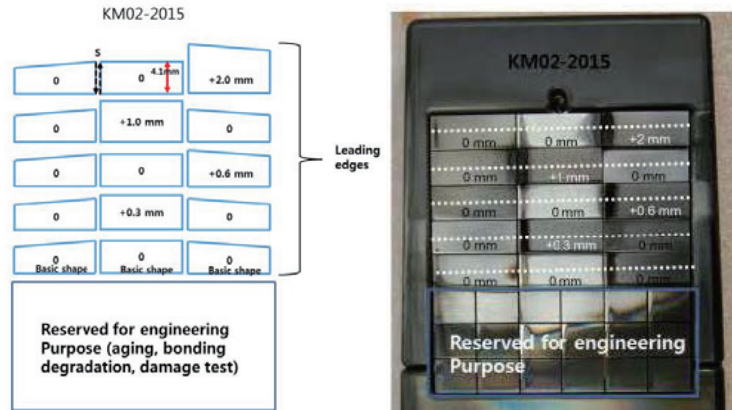 KM02-2015
S
0
0
4.1mm
+2.0 mm
0
+1.0 mm
0
0
0
+0.6 mm
0
+0.3 mm
0
0
0
0
Basic shape
Basic shape
Basic shape
Leading
edges
Reserved for engineering
Purpose (aging, bonding
degradation, damage test)
KM02-2015
0 mm
0 mm
+2 mm
0 mm
+1 mm
0 mm
0 mm
0 mm
+0.6 mm
0 mm
+0.3 mm
0 mm
0 mm
0 mm
0 mm
Reserved for engineering
Purpose